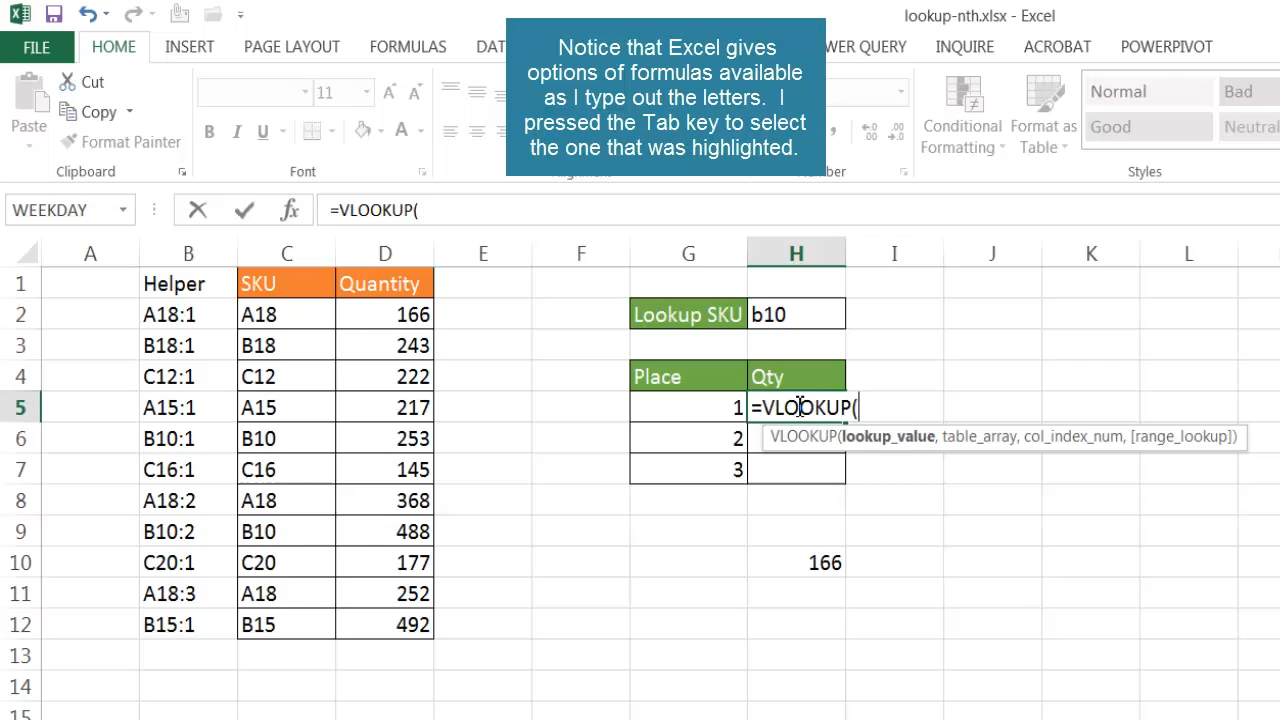 lookup-nth.xlsx - Excel
FILE HOME INSERT PAGE LAYOUT FORMULAS DAT WER QUERY INQUIRE ACROBAT POWERPIVOT
Notice that Excel gives
options of formulas available
as I type out the letters. I
pressed the Tab key to select
the one that was highlighted.
Paste
Cut
Copy
Format Painter
Clipboard
11
A A
B I U A
Font
Alignment
Number
Conditional
Formatting
Format as
Table
Normal Bad
Good Neutral
Styles
WEEKDAY fx =VLOOKUP(
A B C D E F G H I J K L
1 Helper SKU Quantity
2 A18:1 A18 166 Lookup SKU b10
3 B18:1 B18 243
4 C12:1 C12 222 Place Qty
5 A15:1 A15 217 1 =VLOOKUP(
VLOOKUP(lookup_value, table_array, col_index_num, [range_lookup])
6 B10:1 B10 253 2
7 C16:1 C16 145 3
8 A18:2 A18 368
9 B10:2 B10 488
10 C20:1 C20 177 166
11 A18:3 A18 252
12 B15:1 B15 492
13
14
15